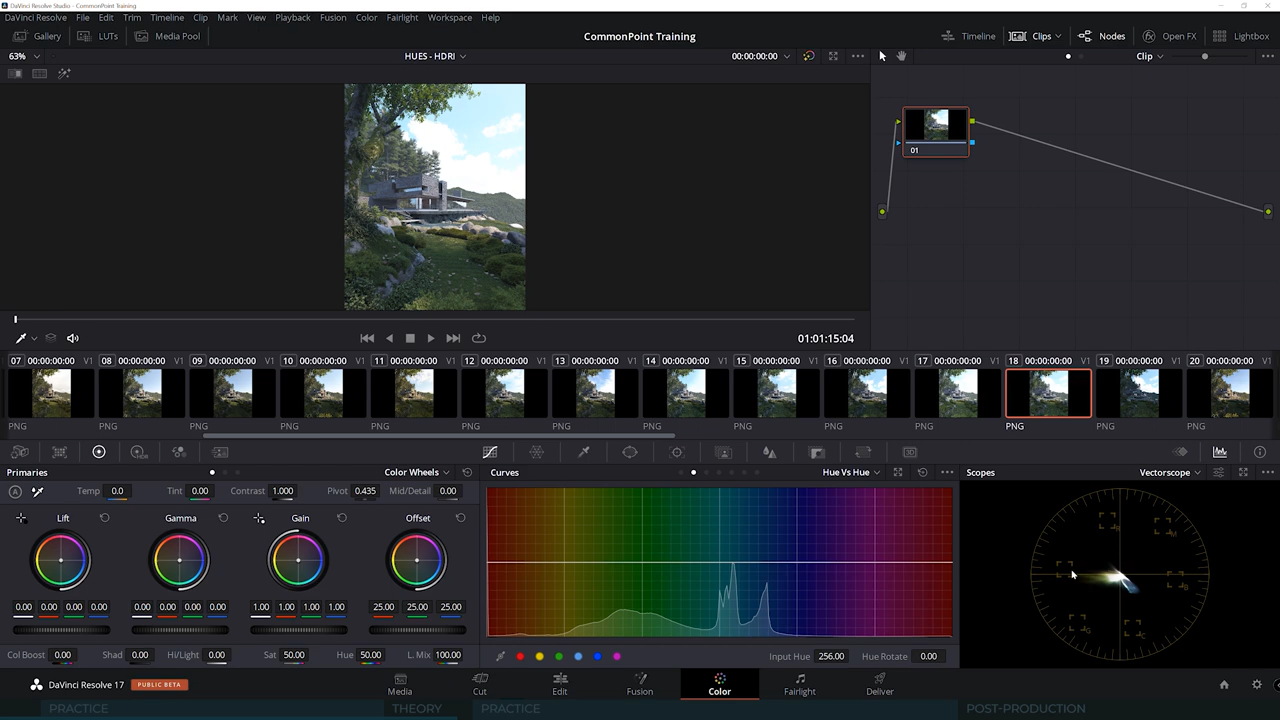 DaVinci Resolve Studio - CommonPoint Training
DaVinci Resolve File Edit Trim Timeline Clip Mark View Playback Fusion Color Fairlight Workspace Help
Gallery LUTs Media Pool CommonPoint Training Timeline Clips Nodes Open FX Lightbox
63% HUES - HDRI 00:00:00:00 Clip
01
01:01:15:04
07 00:00:00:00 V1 08 00:00:00:00 V1 09 00:00:00:00 V1 10 00:00:00:00 V1 11 00:00:00:00 V1 12 00:00:00:00 V1 13 00:00:00:00 V1 14 00:00:00:00 V1 15 00:00:00:00 V1 16 00:00:00:00 V1 17 00:00:00:00 V1 18 00:00:00:00 V1 19 00:00:00:00 V1 20 00:00:00:00 V1
PNG PNG PNG PNG PNG PNG PNG PNG PNG PNG PNG PNG PNG PNG
Primaries Color Wheels Curves Hue Vs Hue Scopes Vectorscope
Temp 0.0 Tint 0.00 Contrast 1.000 Pivot 0.435 Mid/Detail 0.00
Lift Gamma Gain Offset
R M B C G
0.00 0.00 0.00 0.00 0.00 0.00 0.00 0.00 1.00 1.00 1.00 1.00 25.00 25.00 25.00
Col Boost 0.00 Shad 0.00 Hi/Light 0.00 Sat 50.00 Hue 50.00 L. Mix 100.00 Input Hue 256.00 Hue Rotate 0.00
DaVinci Resolve 17 PUBLIC BETA Media Cut Edit Fusion Color Fairlight Deliver
PRACTICE THEORY PRACTICE POST-PRODUCTION